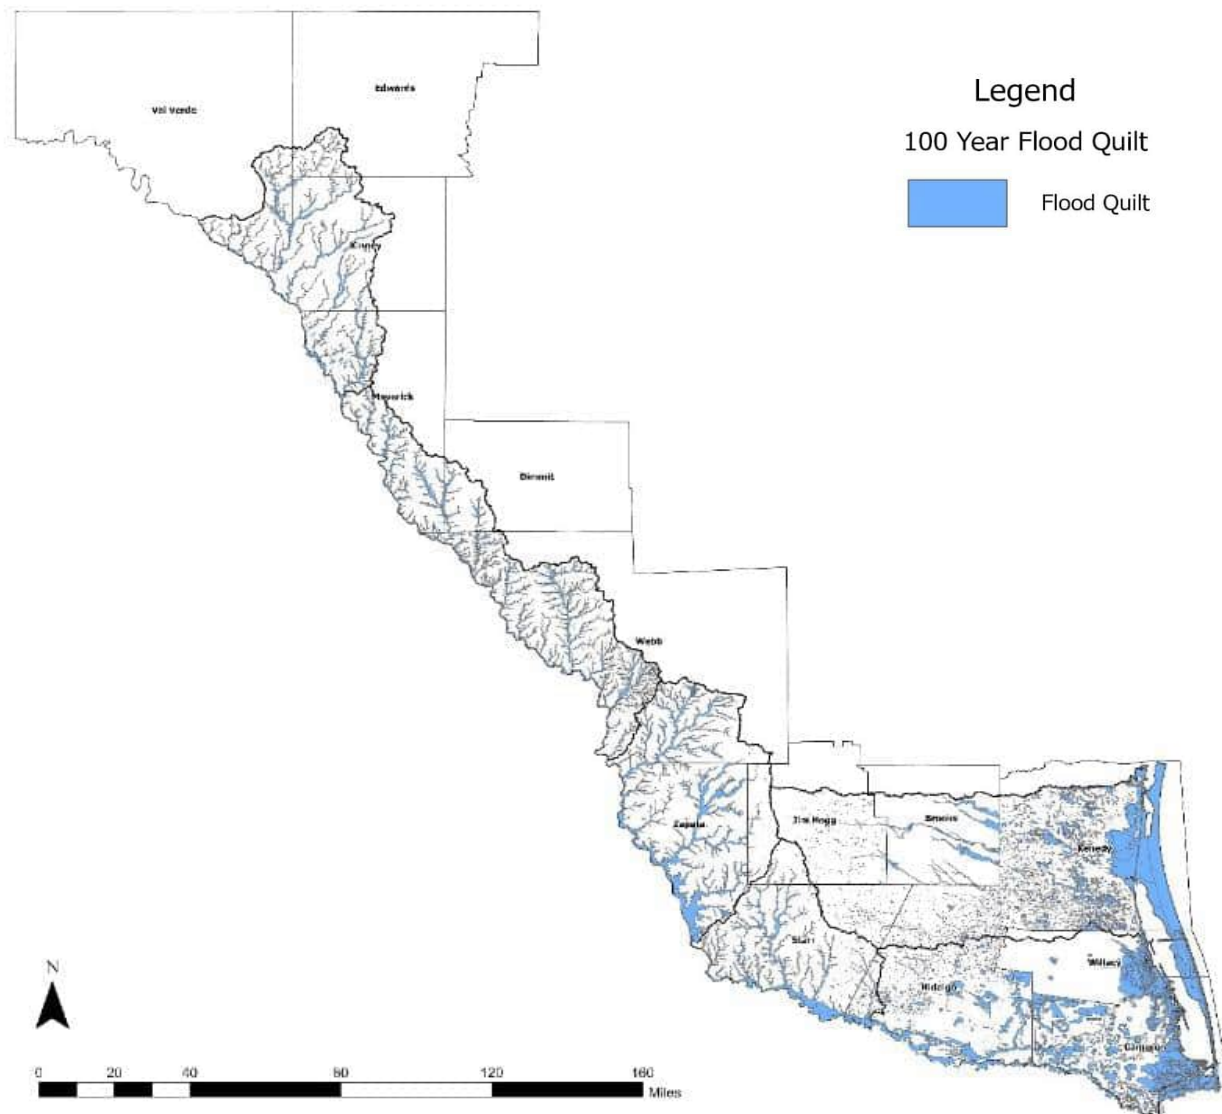 Legend
100 Year Flood Quilt
Flood Quilt
Edwards
Val Verde
Kinney
Maverick
Dimmit
Webb
Zapata
Jim Hogg
Brooks
Kenedy
Starr
Willacy
Hidalgo
Cameron
N
0 20 40 80 120 160
Miles